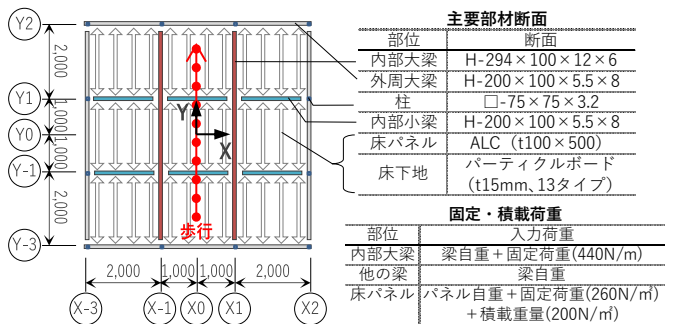 主要部材断面
部位 断面
内部大梁 H-294×100×12×6
外周大梁 H-200×100×5.5×8
柱 □-75×75×3.2
内部小梁 H-200×100×5.5×8
床パネル ALC（t100×500）
床下地 パーティクルボード
（t15mm、13タイプ）
固定・積載荷重
部位 入力荷重
内部大梁 梁自重＋固定荷重(440N/m)
他の梁 梁自重
床パネル パネル自重＋固定荷重(260N/㎡)
＋積載重量(200N/㎡)
Y2
2,000
Y1
1,000
Y0
1,000
Y-1
2,000
Y-3
Y
X
歩行
2,000 1,000 1,000 2,000
X-3 X-1 X0 X1 X2